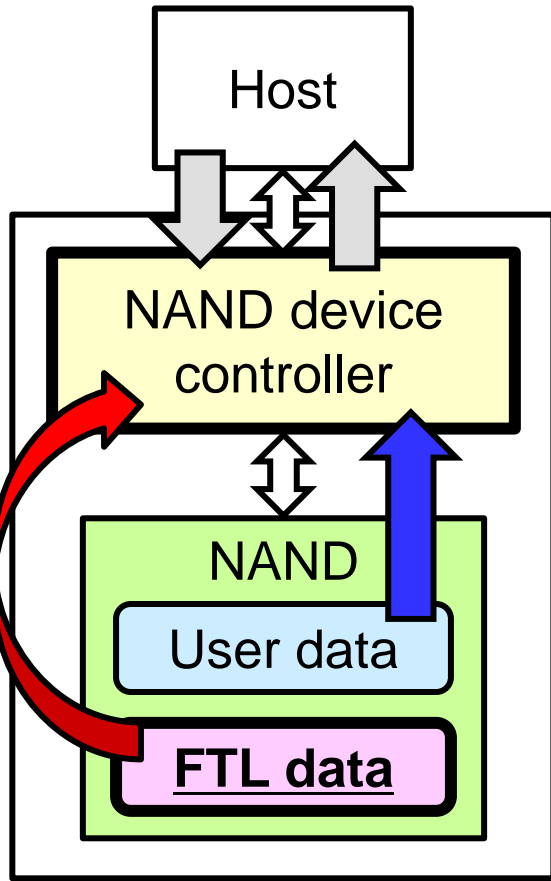 Host
NAND device
controller
NAND
User data
FTL data